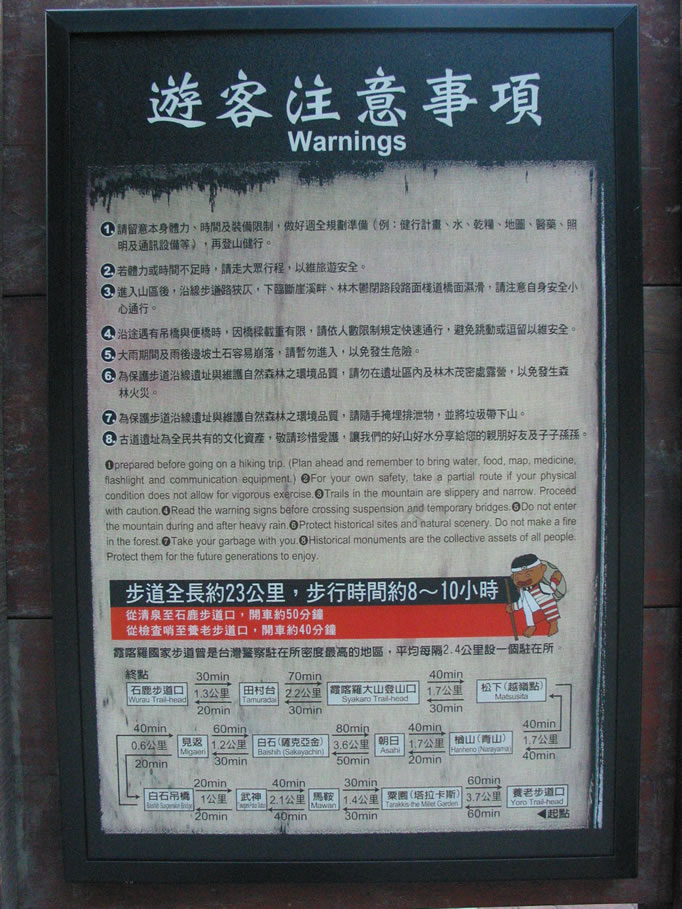 遊客注意事項
Warnings
1.請留意本身體力、時間及裝備限制，做好週全規劃準備（例：健行計畫、水、乾糧、地圖、醫藥、照
明及通訊設備等），再登山健行。
2.若體力或時間不足時，請走大眾行程，以維旅遊安全。
3.進入山區後，沿線步道路狹仄，下臨斷崖溪畔、林木鬱閉路段路面棧道橋面濕滑，請注意自身安全小
心通行。
4.沿途遇有吊橋與便橋時，因橋樑載重有限，請依人數限制規定快速通行，避免跳動或逗留以維安全。
5.大雨期間及雨後邊坡土石容易崩落，請暫勿進入，以免發生危險。
6.為保護步道沿線遺址與維護自然森林之環境品質，請勿在遺址區內及林木茂密處露營，以免發生森
林火災。
7.為保護步道沿線遺址與維護自然森林之環境品質，請隨手掩埋排泄物，並將垃圾帶下山。
8.古道遺址為全民共有的文化資產，敬請珍惜愛護，讓我們的好山好水分享給您的親朋好友及子子孫孫。
❶prepared before going on a hiking trip. (Plan ahead and remember to bring water, food, map, medicine,
flashlight and communication equipment.) ❷For your own safety, take a partial route if your physical
condition does not allow for vigorous exercise.❸Trails in the mountain are slippery and narrow. Proceed
with caution.❹Read the warning signs before crossing suspension and temporary bridges.❺Do not enter
the mountain during and after heavy rain.❻Protect historical sites and natural scenery. Do not make a fire
in the forest.❼Take your garbage with you.❽Historical monuments are the collective assets of all people.
Protect them for the future generations to enjoy.
步道全長約23公里，步行時間約8～10小時
從清泉至石鹿步道口，開車約50分鐘
從檢查哨至養老步道口，開車約40分鐘
霞喀羅國家步道曾是台灣警察駐在所密度最高的地區，平均每隔2.4公里設一個駐在所。
終點 30min 70min 40min
石鹿步道口 1.3公里 田村台 2.2公里 霞喀羅大山登山口 1.7公里 松下（越嶺點）
Wurau Trail-head Tamuradai Syakaro Trail-head Matsusita
20min 30min 30min
40min 60min 80min 40min 40min
0.6公里 見返 1.2公里 白石（薩克亞金） 3.6公里 朝日 1.7公里 檜山（青山） 1.7公里
Migaeri Baishih (Sakayachin) Asahi Hanheno (Narayama)
20min 30min 50min 20min 40min
20min 40min 30min 60min
白石吊橋 1公里 武神 2.1公里 馬鞍 1.4公里 粟園（塔拉卡斯） 3.7公里 養老步道口
Baishih Suspension Bridge Mawan Tarakkis the Millet Garden Yoro Trail-head
20min 40min 30min 60min ◀起點